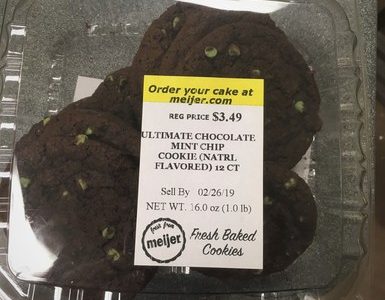 Order your cake at
meijer.com
REG PRICE $3.49
ULTIMATE CHOCOLATE
MINT CHIP
COOKIE (NATRL
FLAVORED) 12 CT
Sell By 02/26/19
NET WT. 16.0 oz (1.0 lb)
fresh from
meijer
Fresh Baked
Cookies